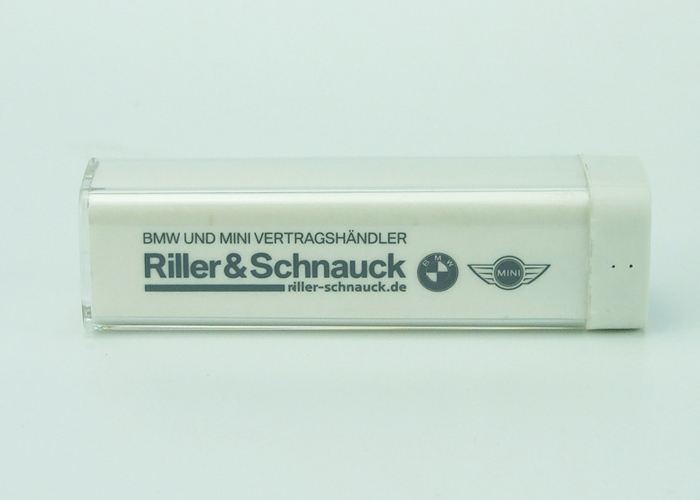 BMW UND MINI VERTRAGSHÄNDLER
Riller & Schnauck
riller-schnauck.de
BMW
MINI